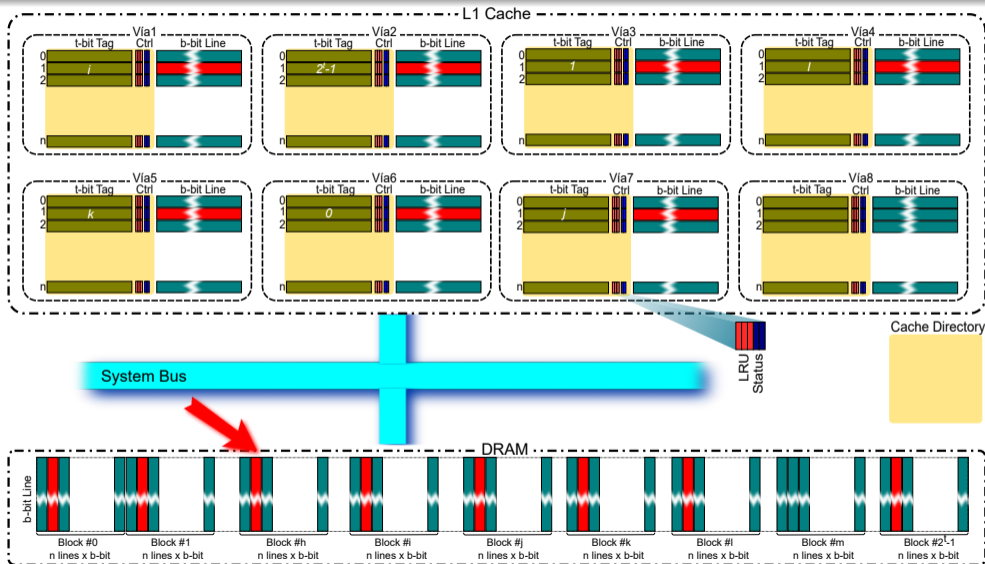 L1 Cache
Vía1
t-bit Tag Ctrl b-bit Line
0
1 i
2
n
Vía2
t-bit Tag Ctrl b-bit Line
0
1 2^t-1
2
n
Vía3
t-bit Tag Ctrl b-bit Line
0
1 1
2
n
Vía4
t-bit Tag Ctrl b-bit Line
0
1 l
2
n
Vía5
t-bit Tag Ctrl b-bit Line
0
1 k
2
n
Vía6
t-bit Tag Ctrl b-bit Line
0
1 0
2
n
Vía7
t-bit Tag Ctrl b-bit Line
0
1 j
2
n
Vía8
t-bit Tag Ctrl b-bit Line
0
1
2
n
LRU
Status
Cache Directory
System Bus
DRAM
b-bit Line
Block #0
n lines x b-bit
Block #1
n lines x b-bit
Block #h
n lines x b-bit
Block #i
n lines x b-bit
Block #j
n lines x b-bit
Block #k
n lines x b-bit
Block #l
n lines x b-bit
Block #m
n lines x b-bit
Block #2^t-1
n lines x b-bit